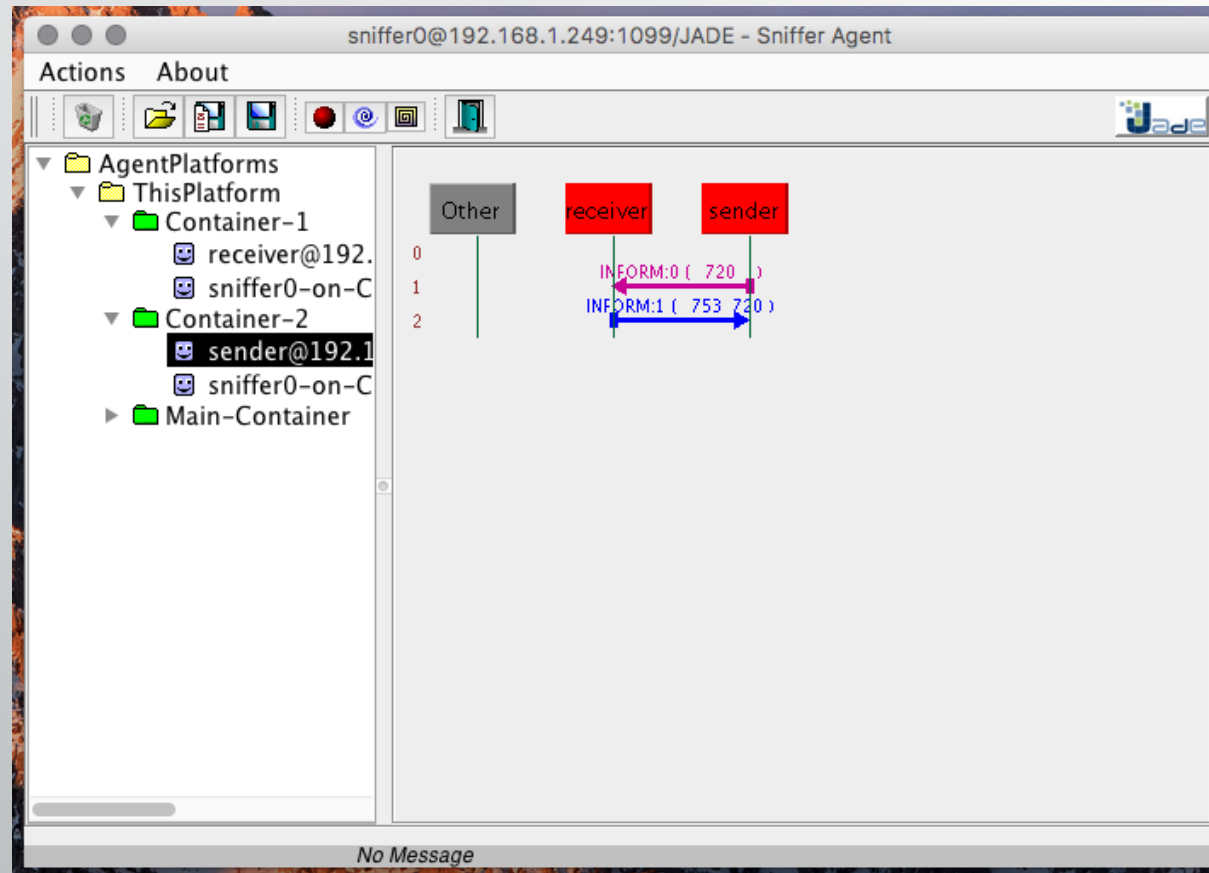 sniffer0@192.168.1.249:1099/JADE - Sniffer Agent
Actions About
Jade
AgentPlatforms
ThisPlatform
Container-1
receiver@192.
sniffer0-on-C
Container-2
sender@192.1
sniffer0-on-C
Main-Container
Other receiver sender
0
INFORM:0 ( 720 )
1
INFORM:1 ( 753 720 )
2
No Message